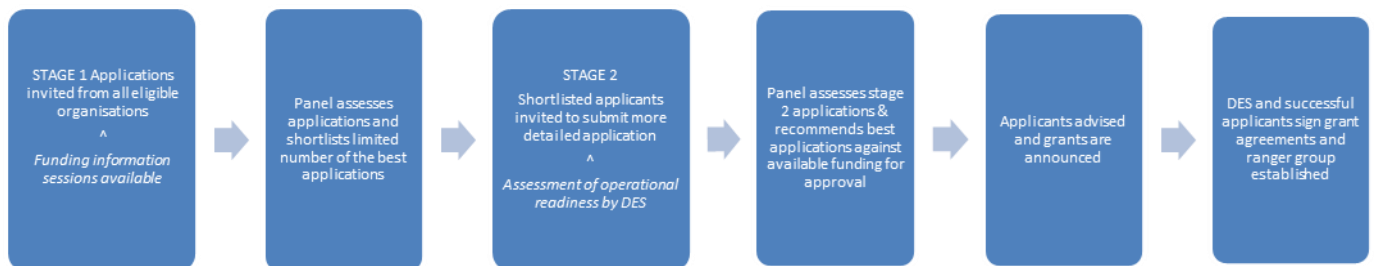 STAGE 1 Applications
invited from all eligible
organisations
^
Funding information
sessions available
Panel assesses
applications and
shortlists limited
number of the best
applications
STAGE 2
Shortlisted applicants
invited to submit more
detailed application
^
Assessment of operational
readiness by DES
Panel assesses stage
2 applications &
recommends best
applications against
available funding for
approval
Applicants advised
and grants are
announced
DES and successful
applicants sign grant
agreements and
ranger group
established